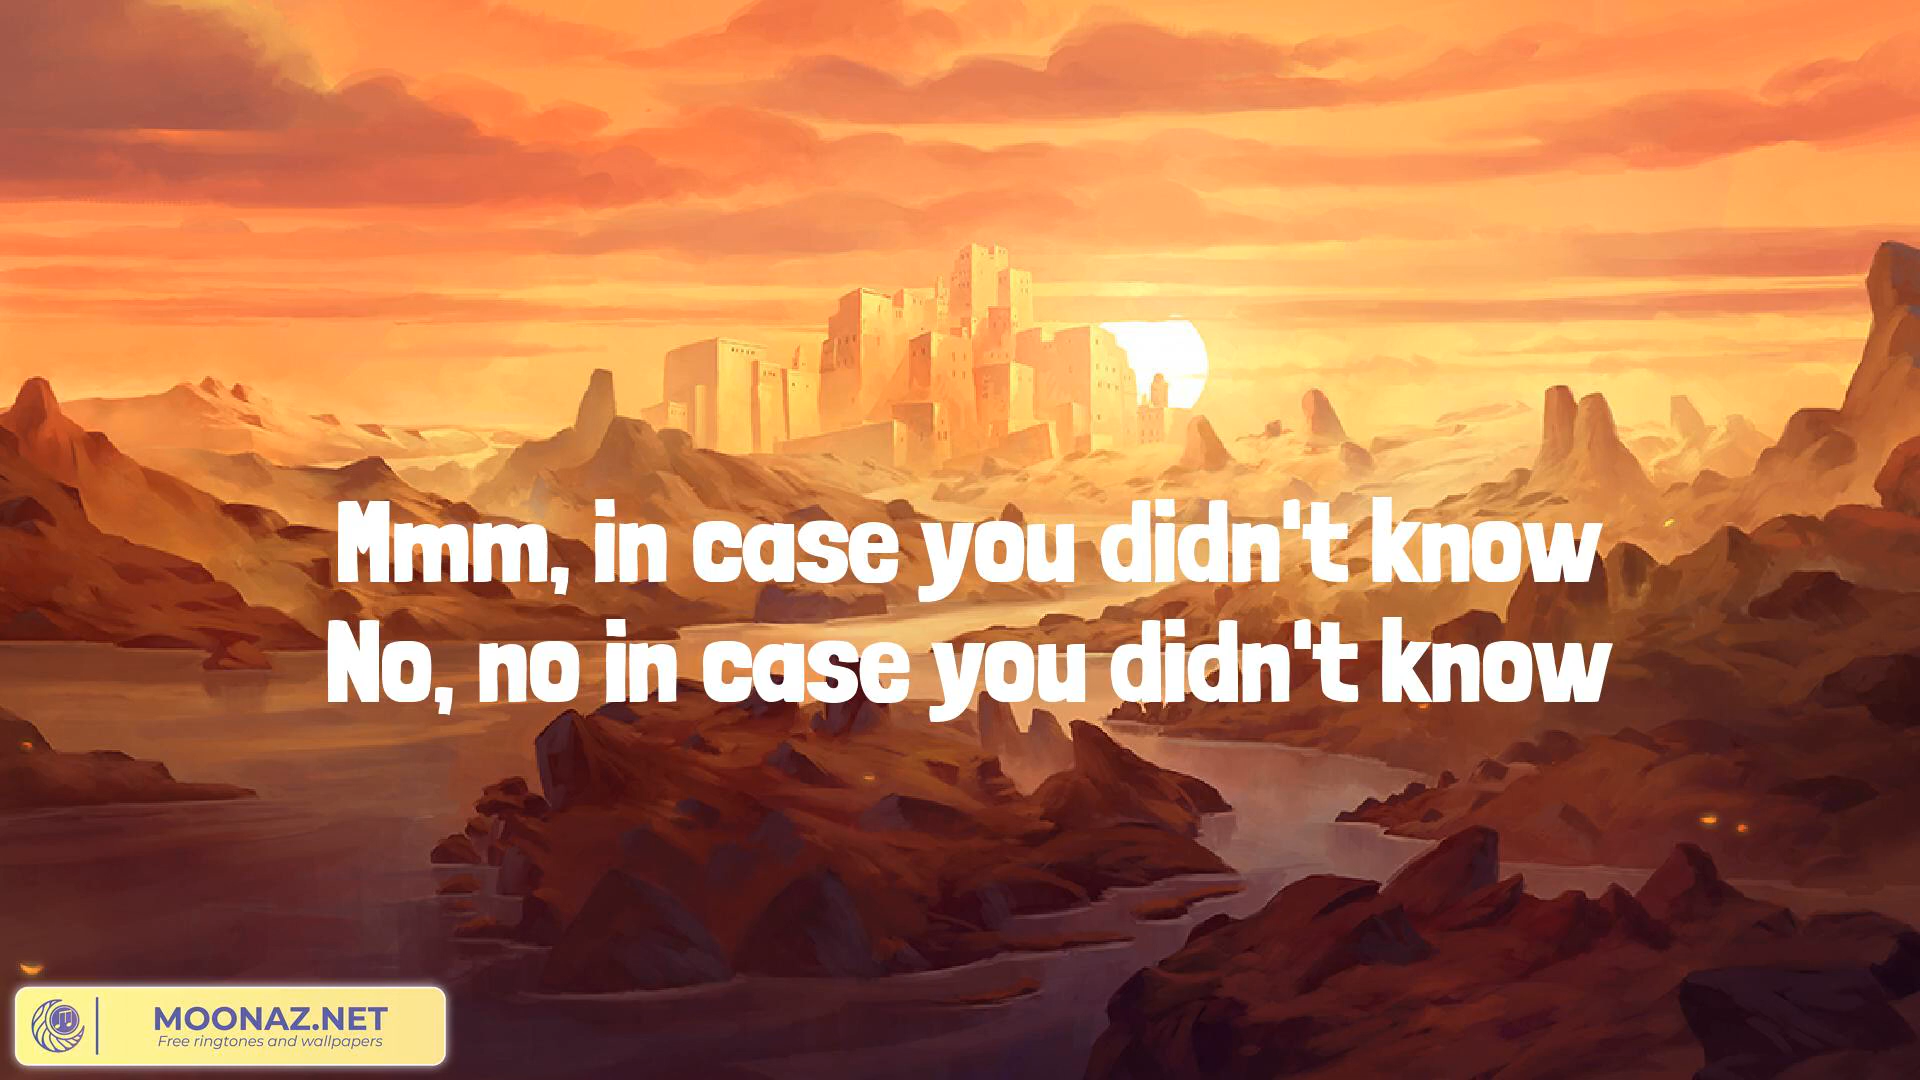 Mmm, in case you didn't know
No, no in case you didn't know
MOONAZ.NET
Free ringtones and wallpapers